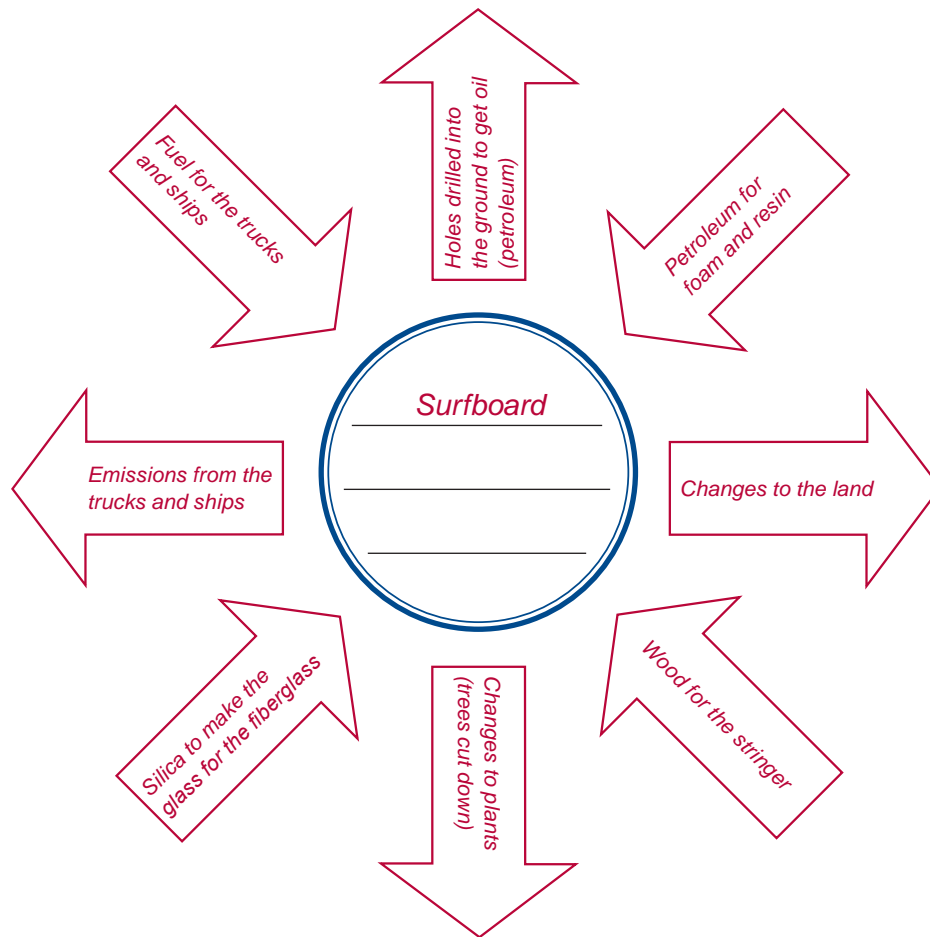 Holes drilled into
the ground to get oil
(petroleum)
Fuel for the trucks
and ships
Petroleum for
foam and resin
Surfboard
Emissions from the
trucks and ships
Changes to the land
Silica to make the
glass for the fiberglass
Changes to plants
(trees cut down)
Wood for the stringer